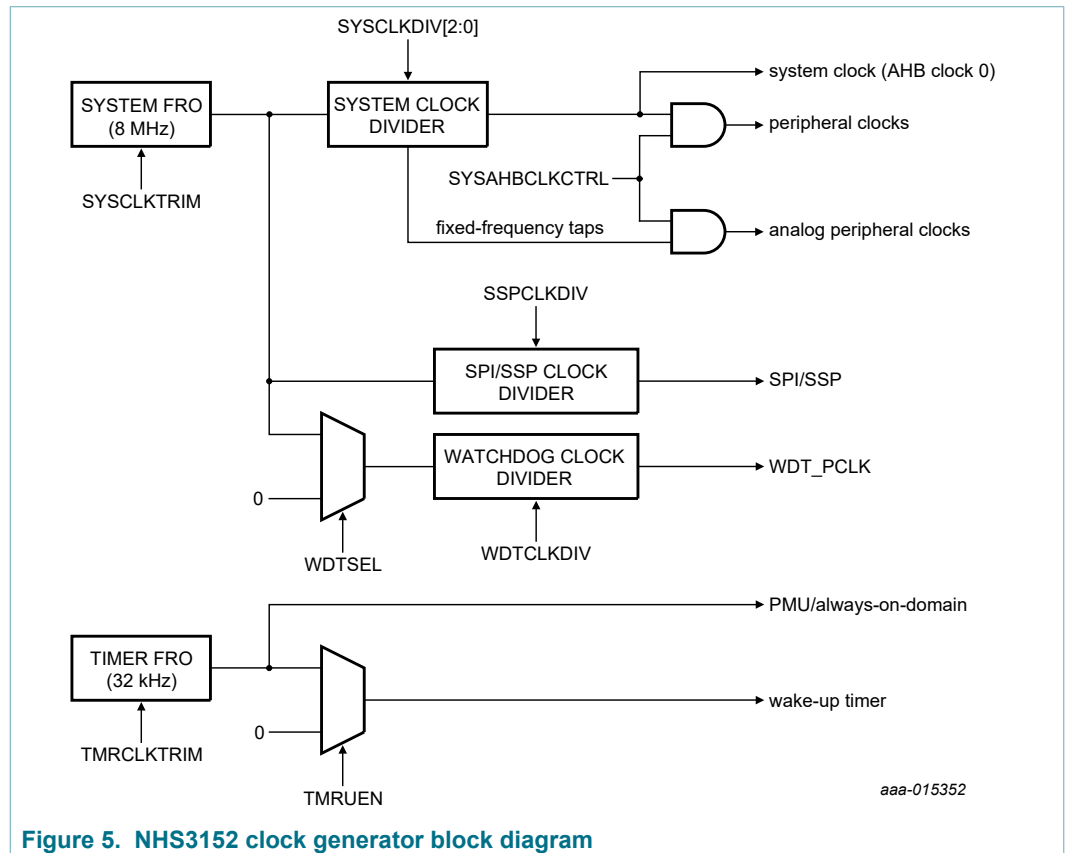 SYSCLKDIV[2:0]
SYSTEM FRO
(8 MHz)
SYSCLKTRIM
SYSTEM CLOCK
DIVIDER
system clock (AHB clock 0)
peripheral clocks
SYSAHBCLKCTRL
fixed-frequency taps
analog peripheral clocks
SSPCLKDIV
SPI/SSP CLOCK
DIVIDER
SPI/SSP
WATCHDOG CLOCK
DIVIDER
WDT_PCLK
0
WDTSEL
WDTCLKDIV
PMU/always-on-domain
TIMER FRO
(32 kHz)
wake-up timer
0
TMRCLKTRIM
TMRUEN
aaa-015352
Figure 5. NHS3152 clock generator block diagram